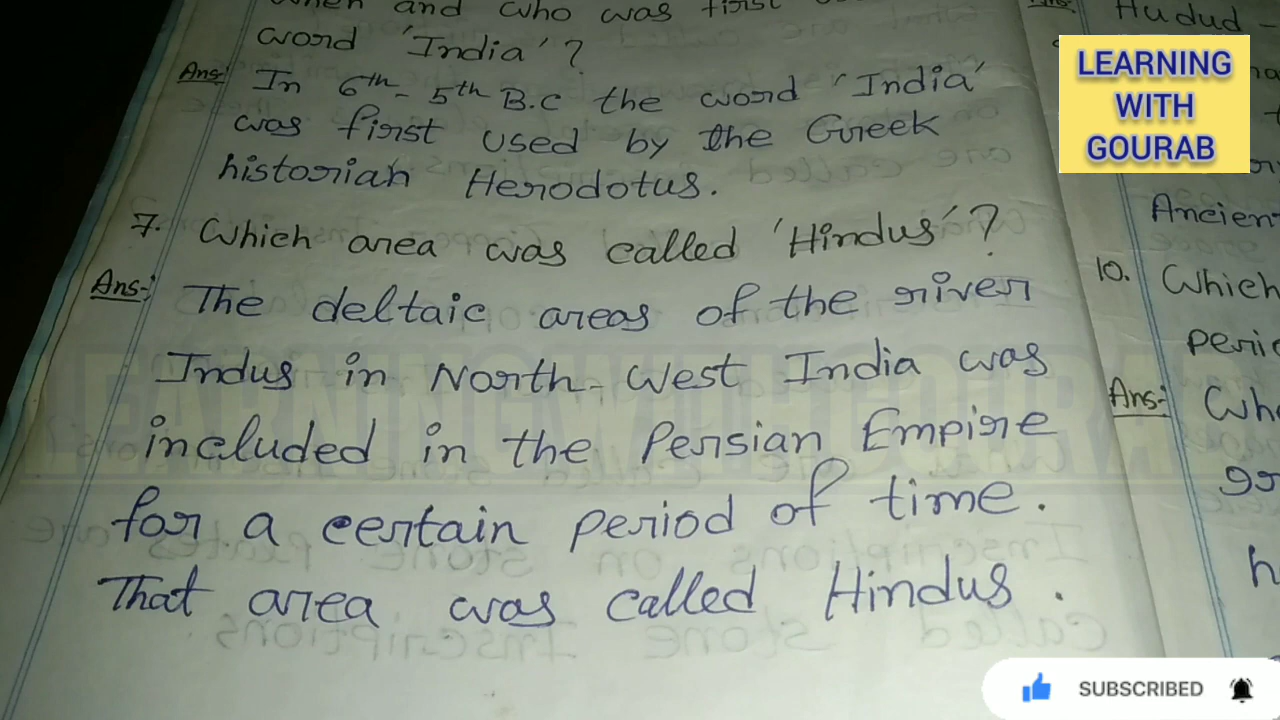 When and who was first
word 'India'?
Ans:- In 6th - 5th B.C the word 'India'
was first used by the Greek
historian Herodotus.
7. Which area was called 'Hindus'?
Ans:- The deltaic areas of the river
Indus in North-West India was
included in the Persian Empire
for a certain period of time.
That area was called Hindus.
Hudud -
Ancien
10. Which
perio
Ans:-
LEARNING
WITH
GOURAB
SUBSCRIBED